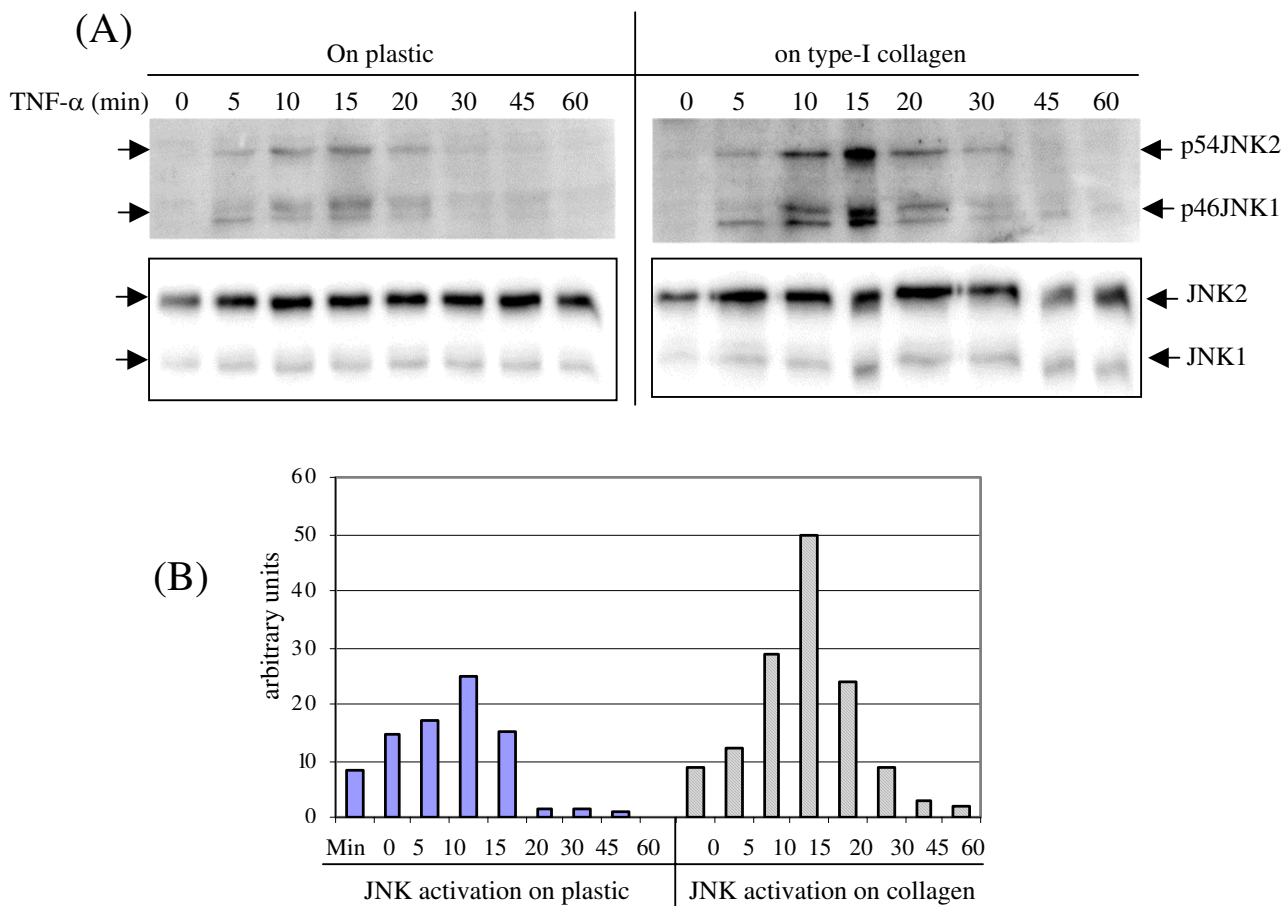 (A)
On plastic
on type-I collagen
TNF-α (min) 0 5 10 15 20 30 45 60 0 5 10 15 20 30 45 60
p54JNK2
p46JNK1
JNK2
JNK1
(B)
arbitrary units
60
50
40
30
20
10
0
Min 0 5 10 15 20 30 45 60 0 5 10 15 20 30 45 60
JNK activation on plastic JNK activation on collagen